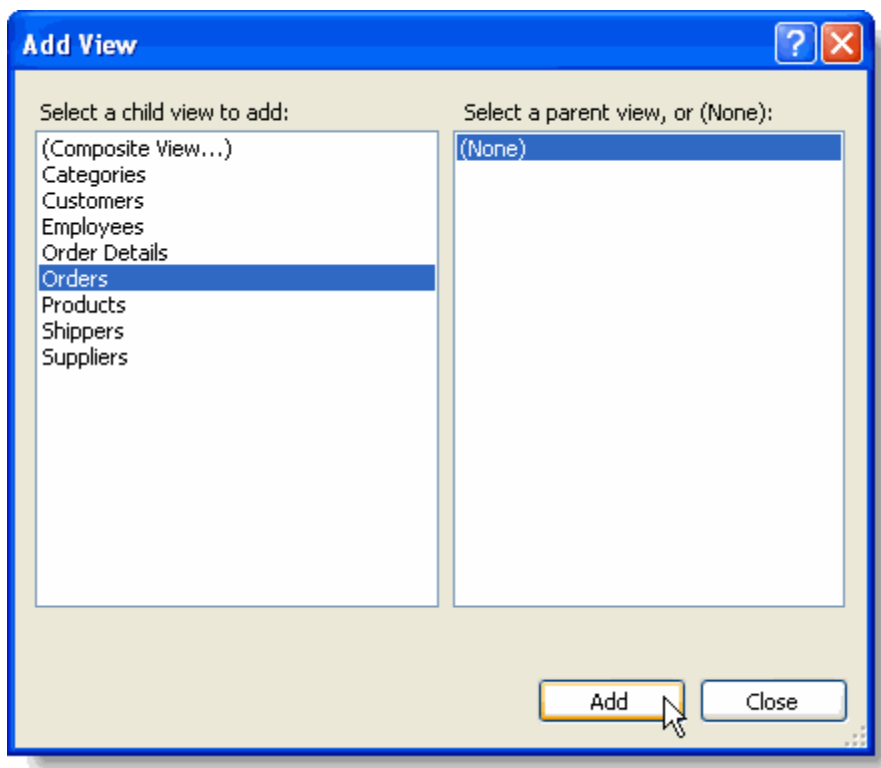 Add View
Select a child view to add:
(Composite View...)
Categories
Customers
Employees
Order Details
Orders
Products
Shippers
Suppliers
Select a parent view, or (None):
(None)
Add
Close